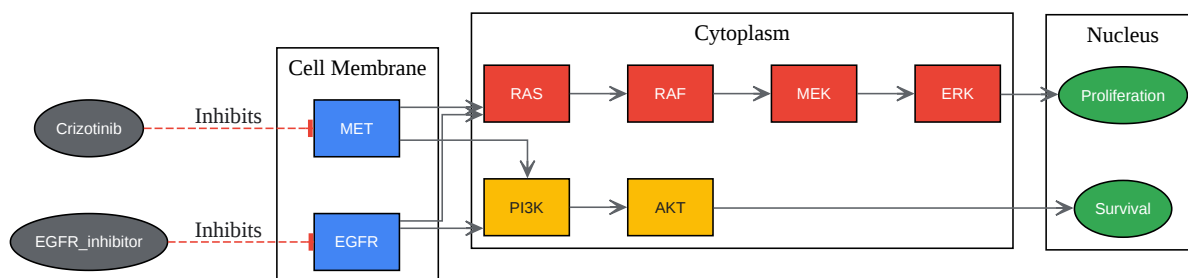 Cytoplasm
Nucleus
Cell Membrane
RAS
RAF
MEK
ERK
Proliferation
Crizotinib
Inhibits
MET
PI3K
AKT
Survival
EGFR_inhibitor
Inhibits
EGFR